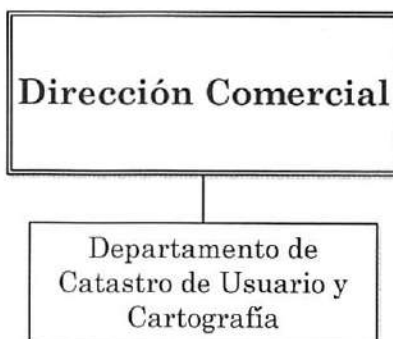 Dirección Comercial
Departamento de
Catastro de Usuario y
Cartografía